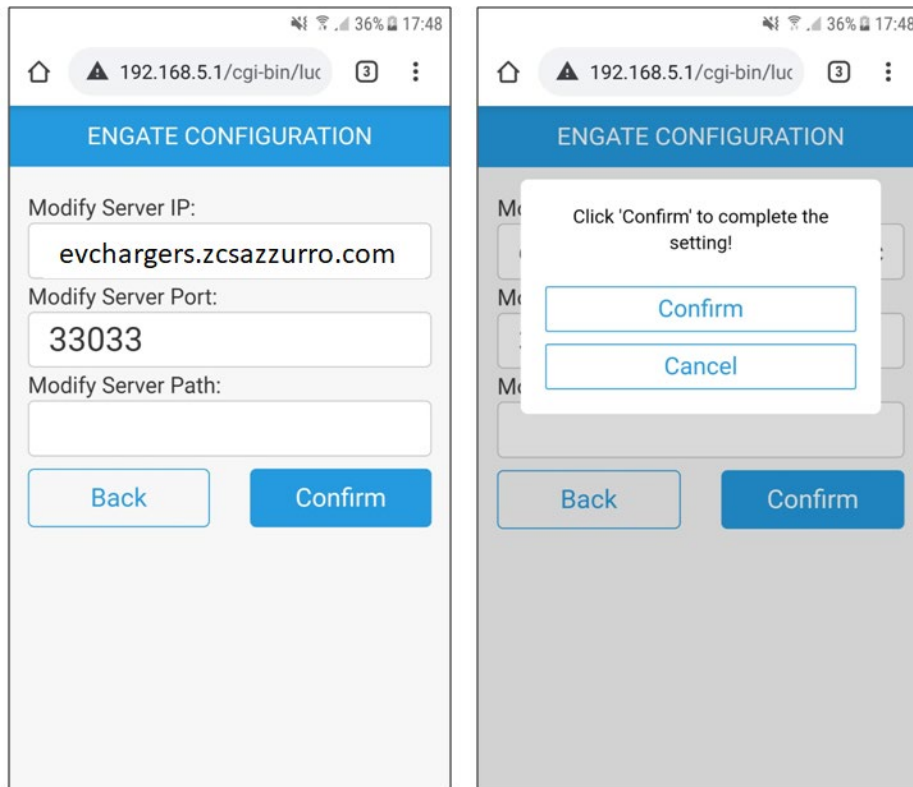 36% 17:48
192.168.5.1/cgi-bin/luc 3
ENGATE CONFIGURATION
Modify Server IP:
evchargers.zcsazzurro.com
Modify Server Port:
33033
Modify Server Path:
Back Confirm
36% 17:48
192.168.5.1/cgi-bin/luc 3
ENGATE CONFIGURATION
Click 'Confirm' to complete the
setting!
Confirm
Cancel
Back Confirm